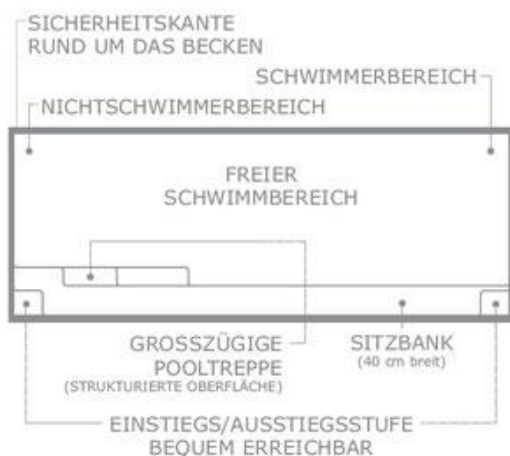 SICHERHEITSKANTE
RUND UM DAS BECKEN
SCHWIMMERBEREICH
NICHTSCHWIMMERBEREICH
FREIER
SCHWIMMBEREICH
GROSSZÜGIGE
POOLTREPPE
(STRUKTURIERTE OBERFLÄCHE)
SITZBANK
(40 cm breit)
EINSTIEGS/AUSSTIEGSSTUFE
BEQUEM ERREICHBAR